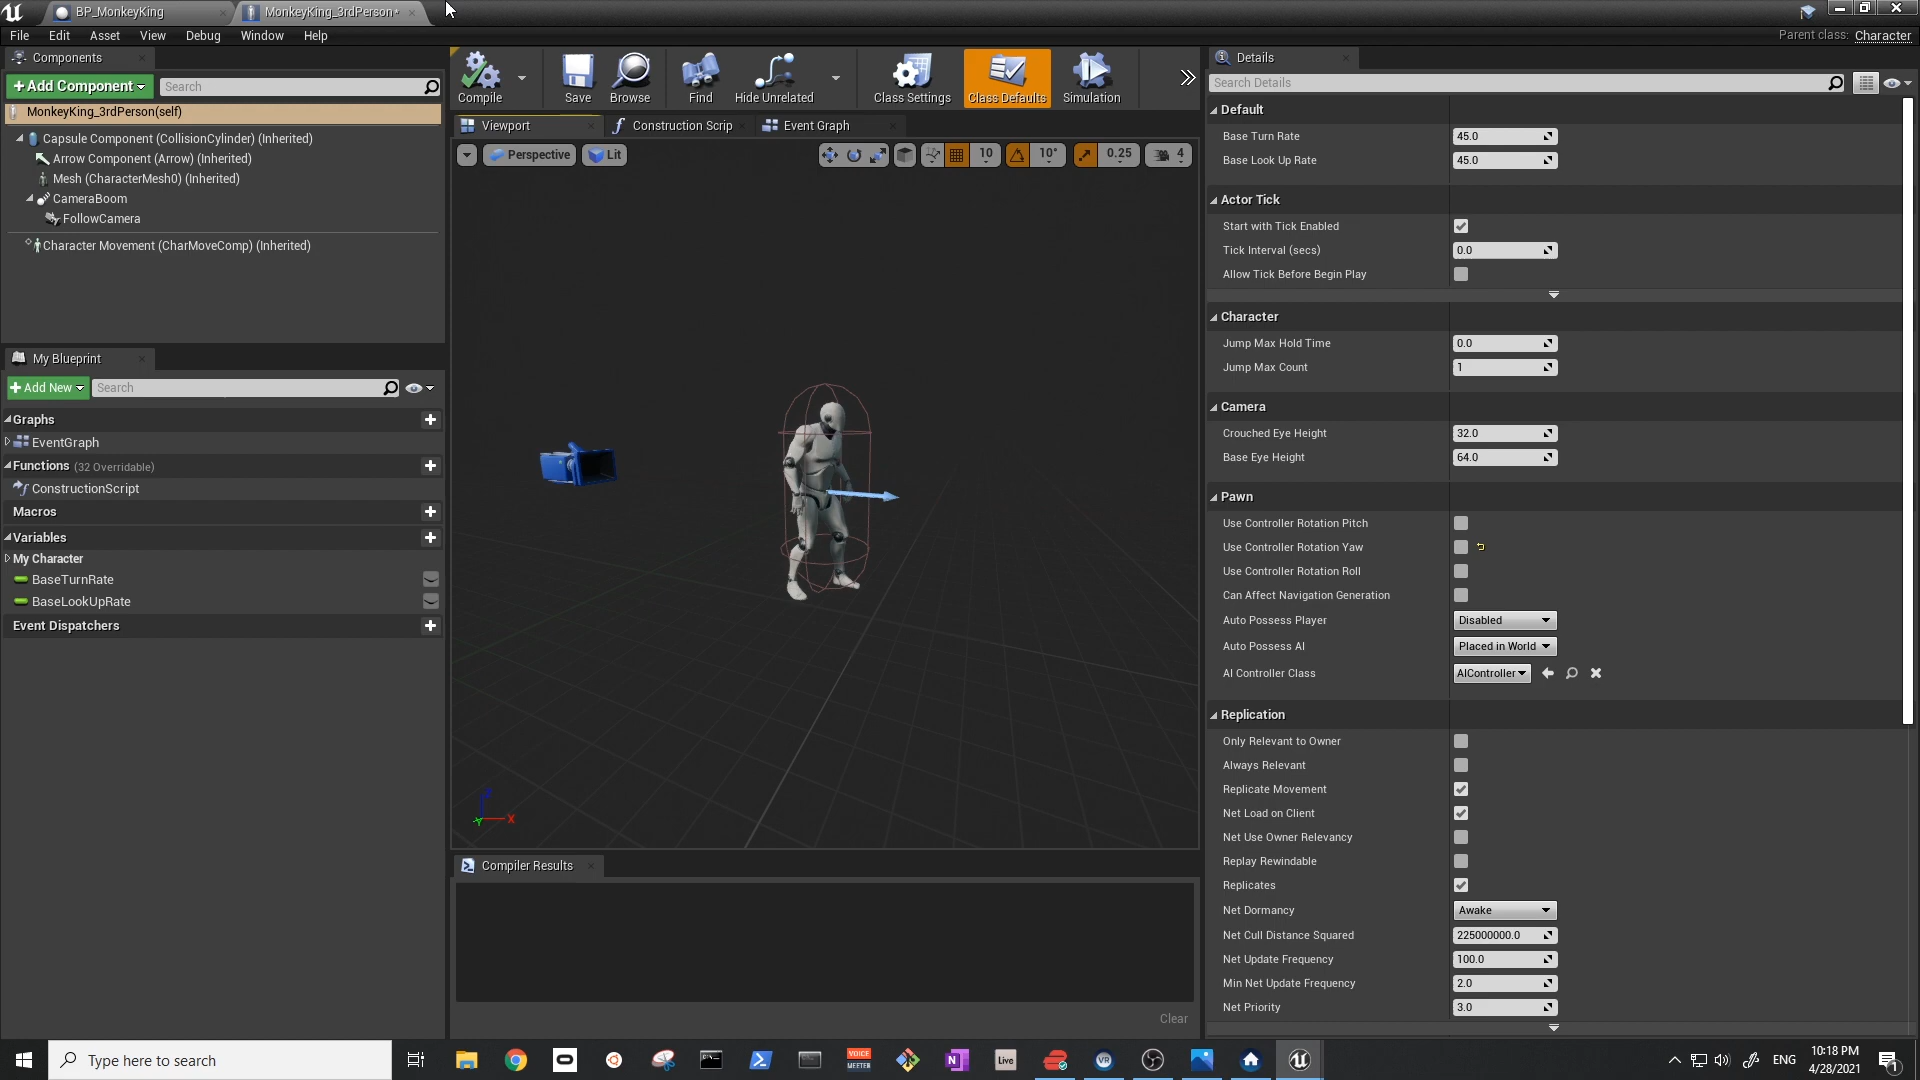 BP_MonkeyKing
MonkeyKing_3rdPerson*
File Edit Asset View Debug Window Help
Parent class: Character
Components
+Add Component
Search
MonkeyKing_3rdPerson(self)
Capsule Component (CollisionCylinder) (Inherited)
Arrow Component (Arrow) (Inherited)
Mesh (CharacterMesh0) (Inherited)
CameraBoom
FollowCamera
Character Movement (CharMoveComp) (Inherited)
My Blueprint
+Add New
Search
Graphs
EventGraph
Functions (32 Overridable)
ConstructionScript
Macros
Variables
My Character
BaseTurnRate
BaseLookUpRate
Event Dispatchers
Compile
Save
Browse
Find
Hide Unrelated
Class Settings
Class Defaults
Simulation
Viewport
Construction Scrip
Event Graph
Perspective
Lit
10
10°
0.25
4
Z
X
Y
Compiler Results
Clear
Details
Search Details
Default
Base Turn Rate 45.0
Base Look Up Rate 45.0
Actor Tick
Start with Tick Enabled
Tick Interval (secs) 0.0
Allow Tick Before Begin Play
Character
Jump Max Hold Time 0.0
Jump Max Count 1
Camera
Crouched Eye Height 32.0
Base Eye Height 64.0
Pawn
Use Controller Rotation Pitch
Use Controller Rotation Yaw
Use Controller Rotation Roll
Can Affect Navigation Generation
Auto Possess Player Disabled
Auto Possess AI Placed in World
AI Controller Class AIController
Replication
Only Relevant to Owner
Always Relevant
Replicate Movement
Net Load on Client
Net Use Owner Relevancy
Replay Rewindable
Replicates
Net Dormancy Awake
Net Cull Distance Squared 225000000.0
Net Update Frequency 100.0
Min Net Update Frequency 2.0
Net Priority 3.0
Type here to search
VOICE
MEETER
N
Live
VR
ENG
10:18 PM
4/28/2021
1